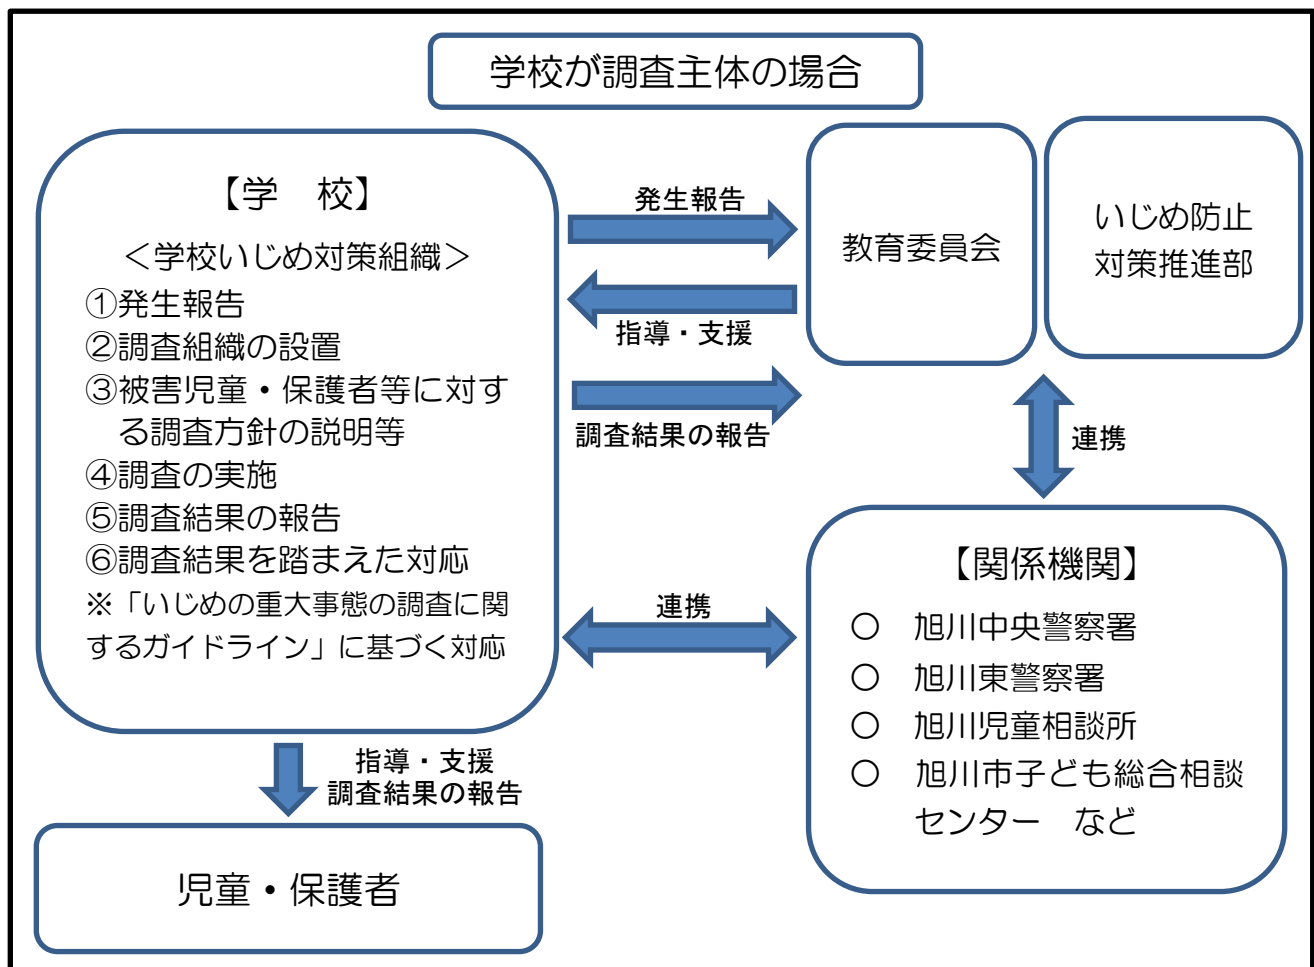 学校が調査主体の場合
【学　校】
＜学校いじめ対策組織＞
①発生報告
②調査組織の設置
③被害児童・保護者等に対す
る調査方針の説明等
④調査の実施
⑤調査結果の報告
⑥調査結果を踏まえた対応
※「いじめの重大事態の調査に関
するガイドライン」に基づく対応
発生報告
指導・支援
調査結果の報告
教育委員会
いじめ防止
対策推進部
連携
連携
【関係機関】
○　旭川中央警察署
○　旭川東警察署
○　旭川児童相談所
○　旭川市子ども総合相談
センター　など
指導・支援
調査結果の報告
児童・保護者